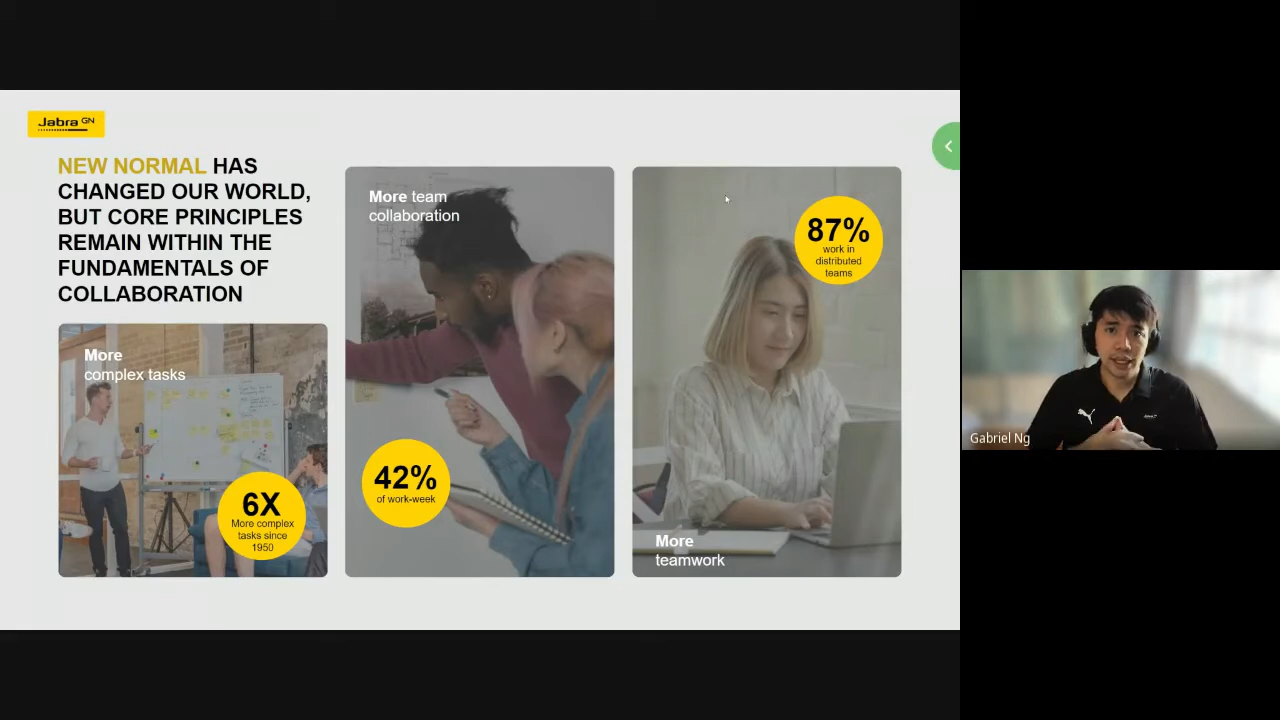 Jabra GN
NEW NORMAL HAS
CHANGED OUR WORLD,
BUT CORE PRINCIPLES
REMAIN WITHIN THE
FUNDAMENTALS OF
COLLABORATION
More
complex tasks
6X
More complex
tasks since
1950
More team
collaboration
42%
of work-week
87%
work in
distributed
teams
More
teamwork
Gabriel Ng